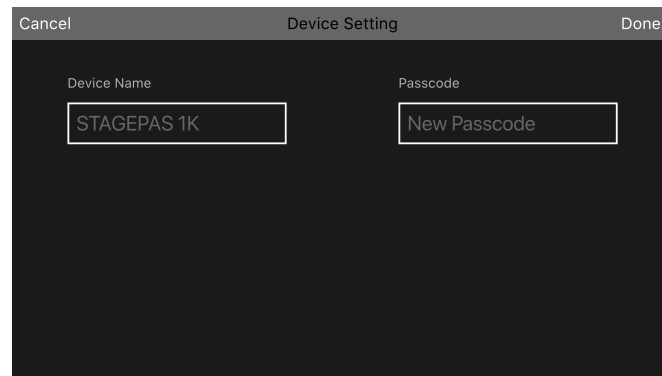 Cancel Device Setting Done
Device Name Passcode
STAGEPAS 1K New Passcode